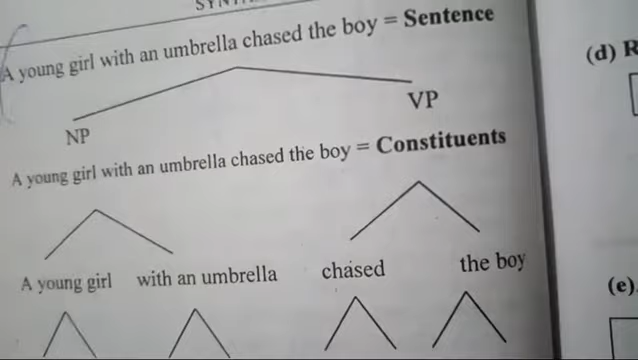 A young girl with an umbrella chased the boy = Sentence
(d) R
NP VP
A young girl with an umbrella chased the boy = Constituents
A young girl with an umbrella chased the boy
(e)